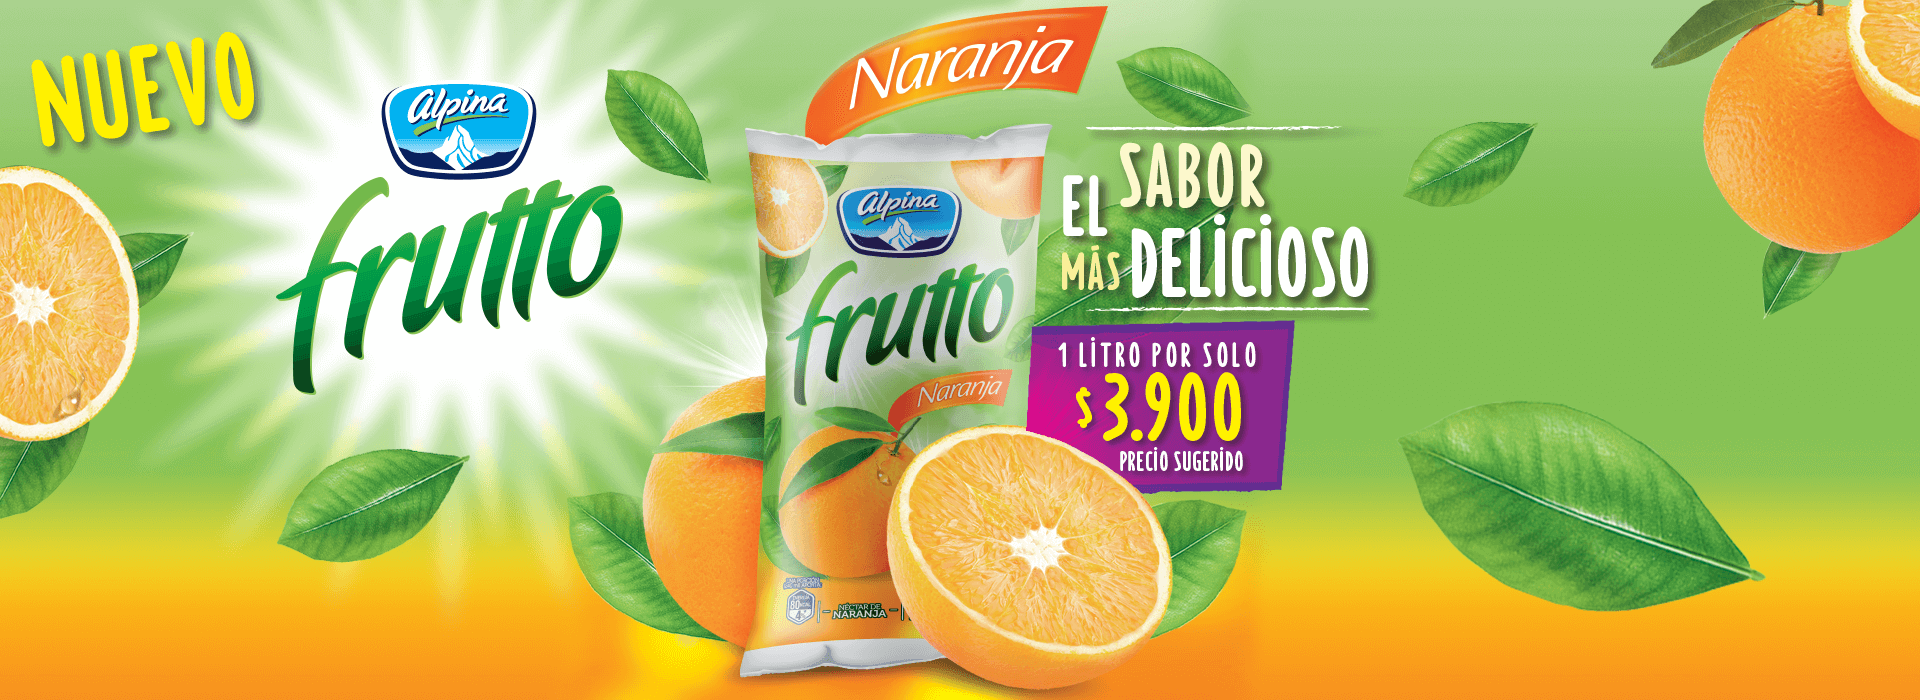 NUEVO
alpina
frutto
Naranja
alpina
frutto
Naranja
80
NÉCTAR DE
NARANJA
EL SABOR
MÁS DELICIOSO
1 LITRO POR SOLO
$3.900
PRECIO SUGERIDO